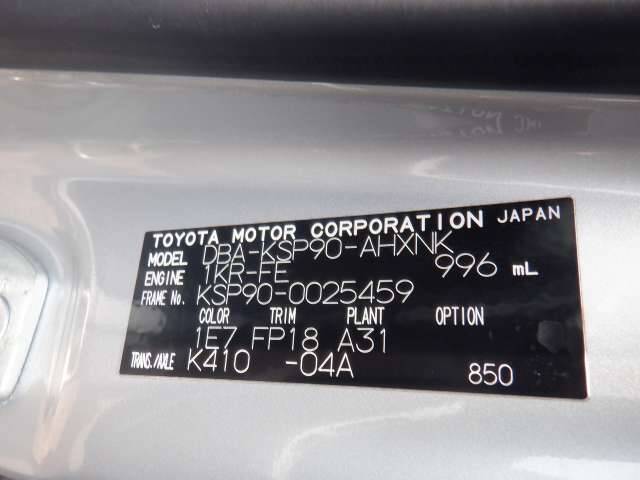 TOYOTA MOTOR CORPORATION JAPAN
MODEL DBA-KSP90-AHXNK
ENGINE 1KR-FE 996 mL
FRAME No. KSP90-0025459
COLOR TRIM PLANT OPTION
1E7 FP18 A31
TRANS./AXLE K410 -04A 850